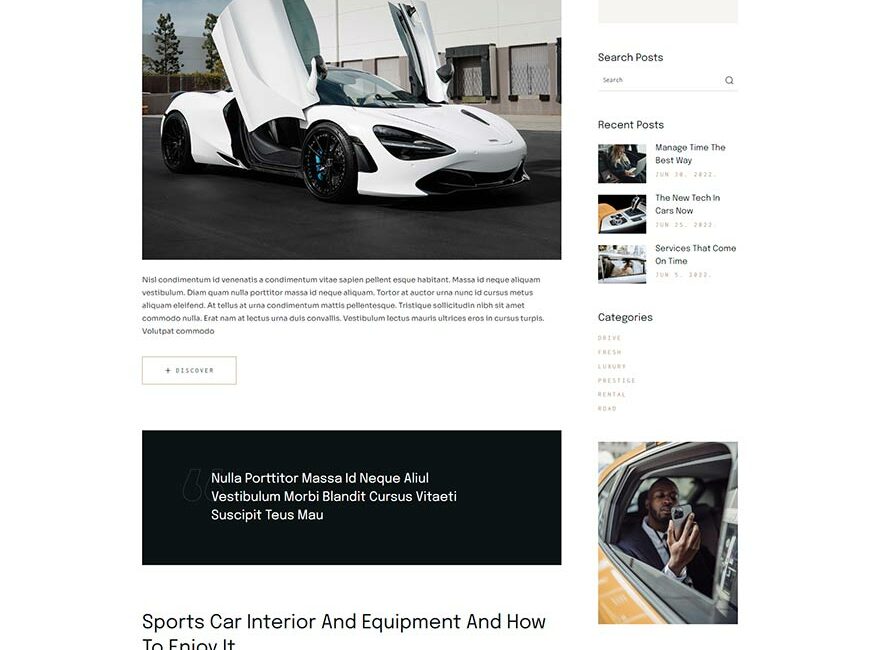 Nisl condimentum id venenatis a condimentum vitae sapien pellent esque habitant. Massa id neque aliquam
vestibulum. Diam quam nulla porttitor massa id neque aliquam. Tortor at auctor urna nunc id cursus metus
aliquam eleifend. At tellus at urna condimentum mattis pellentesque. Tristique sollicitudin nibh sit amet
commodo nulla. Erat nam at lectus urna duis convallis. Vestibulum lectus mauris ultrices eros in cursus turpis.
Volutpat commodo
+ DISCOVER
“
Nulla Porttitor Massa Id Neque Aliul
Vestibulum Morbi Blandit Cursus Vitaeti
Suscipit Teus Mau
Sports Car Interior And Equipment And How
To Enjoy It
Search Posts
Search
Recent Posts
Manage Time The
Best Way
JUN 30, 2022.
The New Tech In
Cars Now
JUN 25, 2022.
Services That Come
On Time
JUN 5, 2022.
Categories
DRIVE
FRESH
LUXURY
PRESTIGE
RENTAL
ROAD